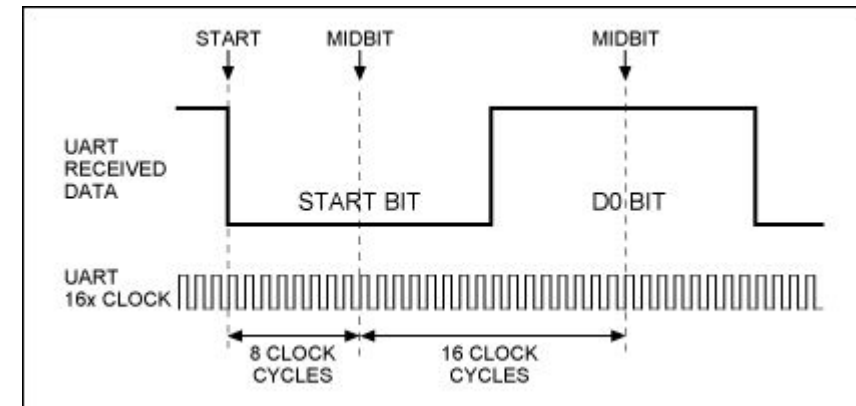 START
MIDBIT
MIDBIT
UART
RECEIVED
DATA
START BIT
D0 BIT
UART
16x CLOCK
8 CLOCK
CYCLES
16 CLOCK
CYCLES